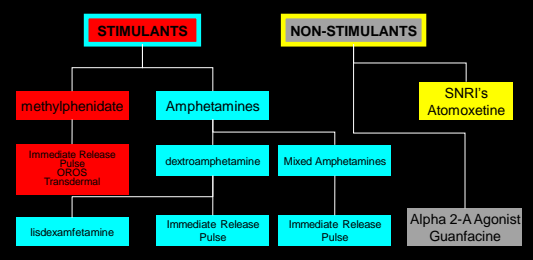 STIMULANTS
NON-STIMULANTS
methylphenidate
Amphetamines
SNRI's
Atomoxetine
Immediate Release
Pulse
OROS
Transdermal
dextroamphetamine
Mixed Amphetamines
lisdexamfetamine
Immediate Release
Pulse
Immediate Release
Pulse
Alpha 2-A Agonist
Guanfacine